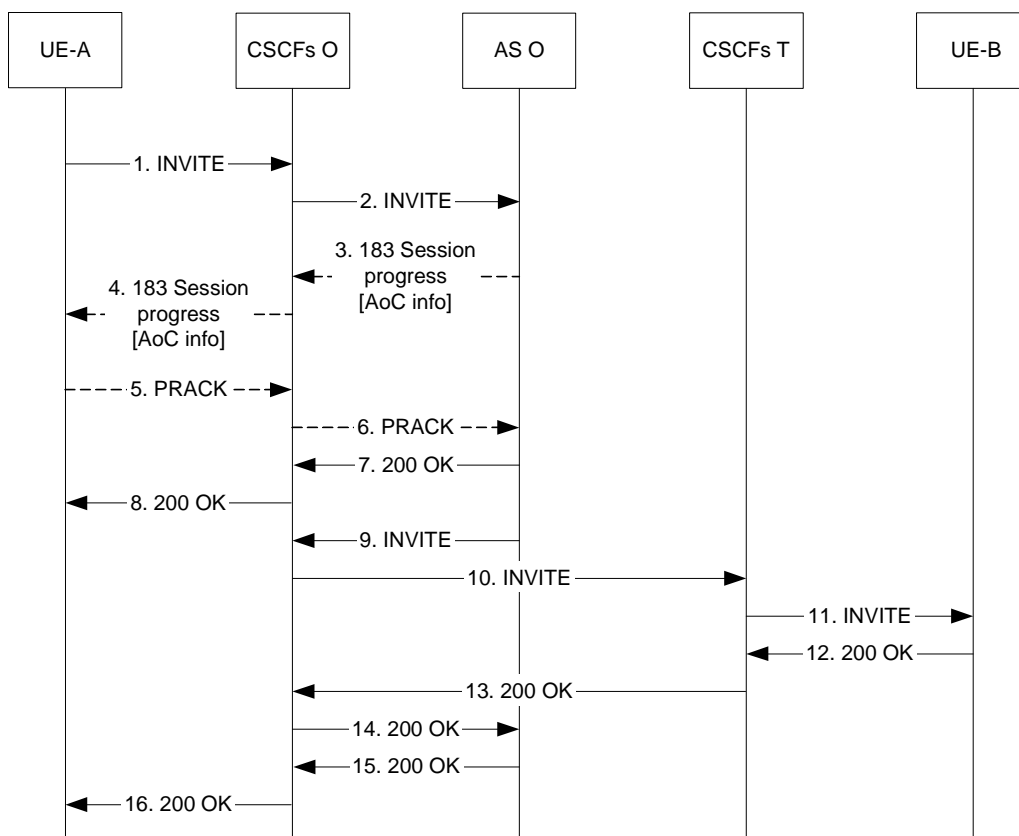 UE-A
CSCFs O
AS O
CSCFs T
UE-B
1. INVITE
2. INVITE
3. 183 Session
progress
[AoC info]
4. 183 Session
progress
[AoC info]
5. PRACK
6. PRACK
7. 200 OK
8. 200 OK
9. INVITE
10. INVITE
11. INVITE
12. 200 OK
13. 200 OK
14. 200 OK
15. 200 OK
16. 200 OK